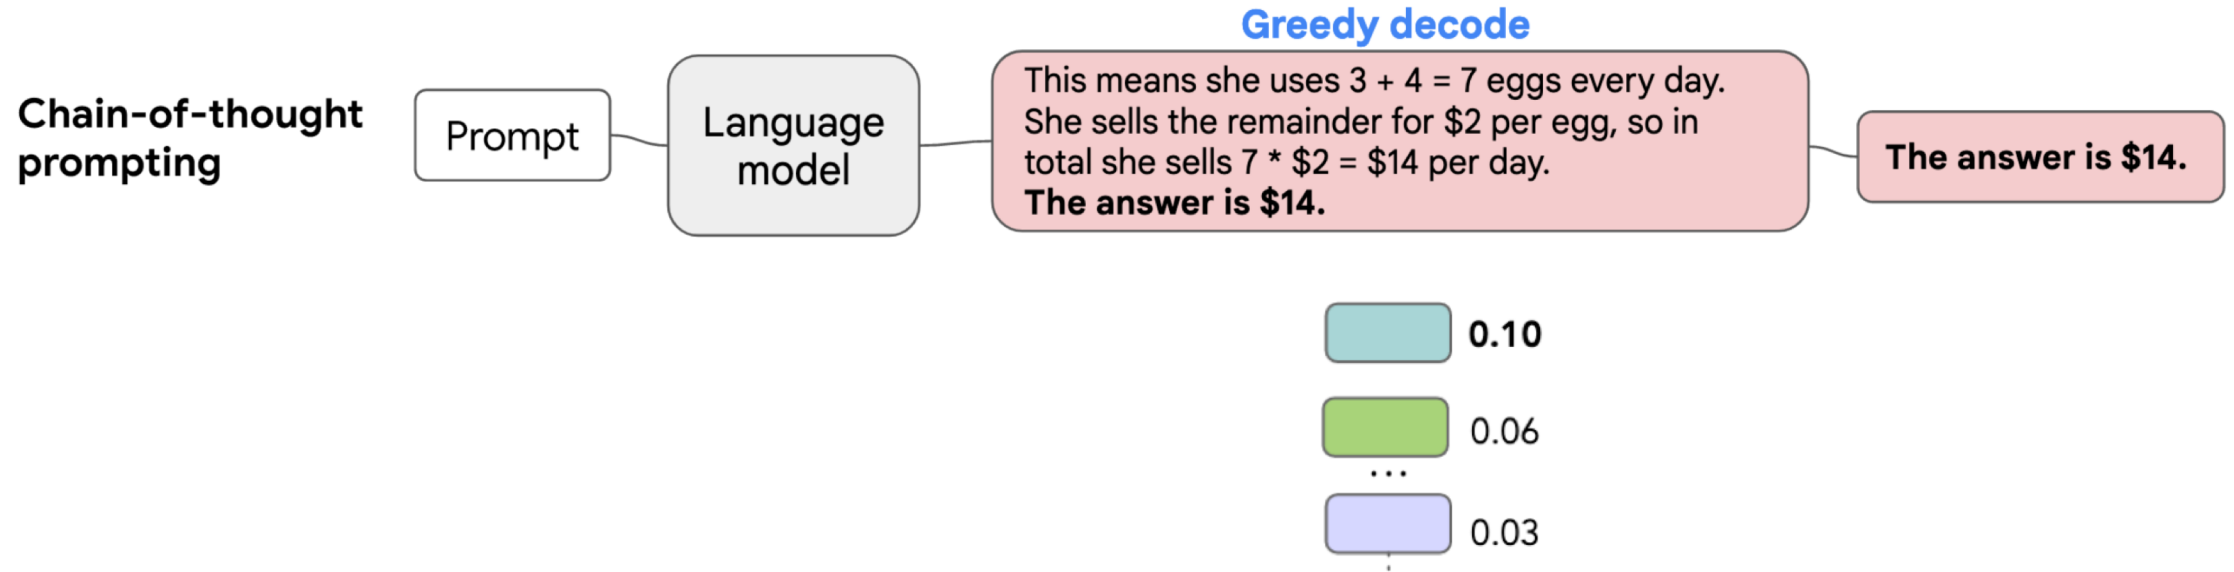 Greedy decode
Chain-of-thought
prompting
Prompt
Language
model
This means she uses 3 + 4 = 7 eggs every day.
She sells the remainder for $2 per egg, so in
total she sells 7 * $2 = $14 per day.
The answer is $14.
The answer is $14.
0.10
0.06
...
0.03